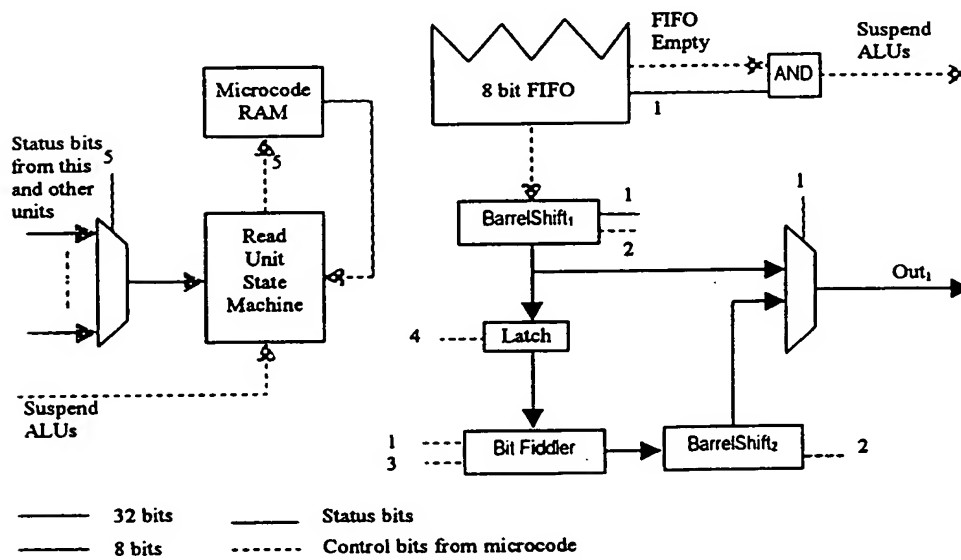 FIFO
Empty
Suspend
ALUs
AND
8 bit FIFO
1
Microcode
RAM
Status bits
from this
and other
units
5
5
Read
Unit
State
Machine
Suspend
ALUs
BarrelShift₁
1
2
1
Out₁
4
Latch
1
3
Bit Fiddler
BarrelShift₂
2
32 bits
Status bits
8 bits
Control bits from microcode